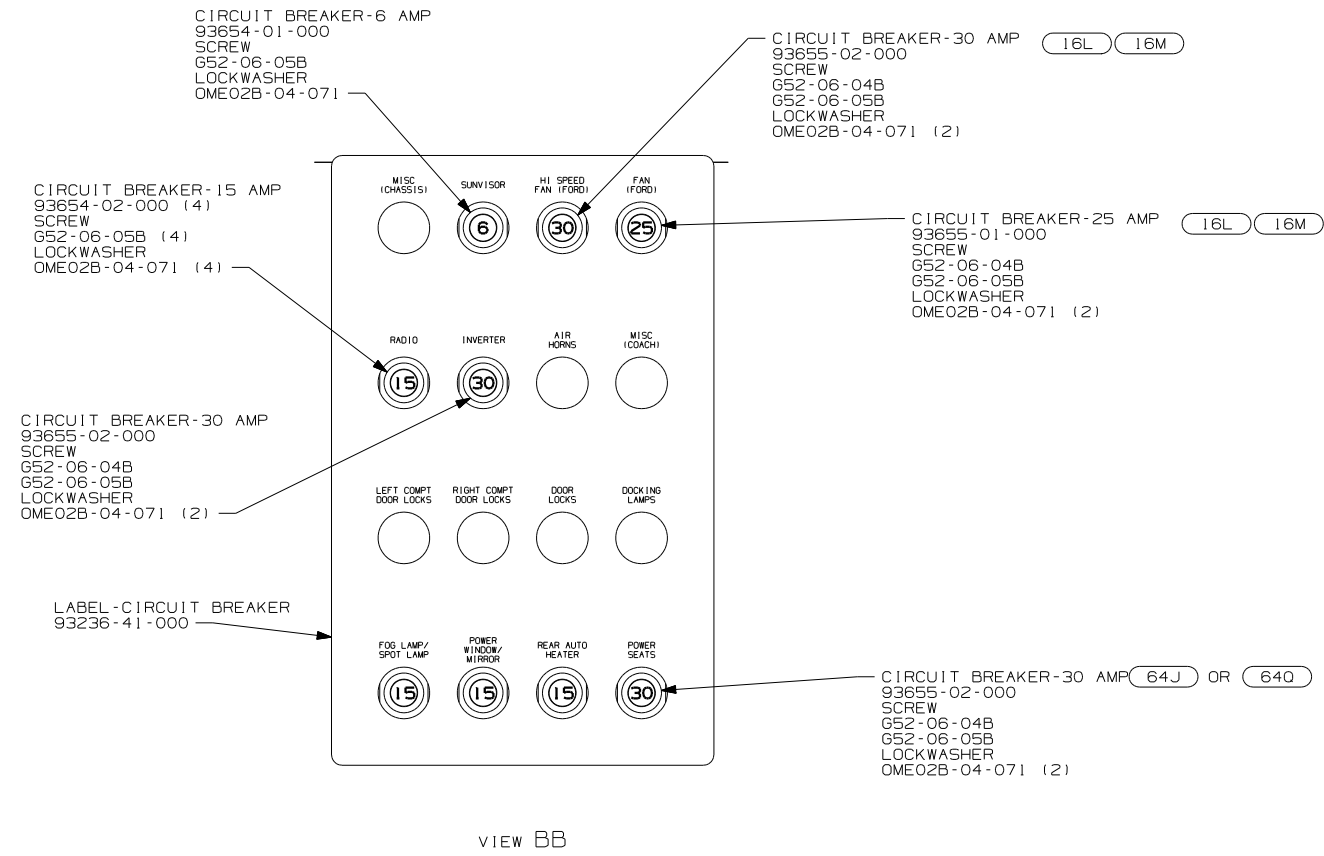 CIRCUIT BREAKER-6 AMP
93654-01-000
SCREW
G52-06-05B
LOCKWASHER
OME02B-04-071
CIRCUIT BREAKER-30 AMP 16L 16M
93655-02-000
SCREW
G52-06-04B
G52-06-05B
LOCKWASHER
OME02B-04-071 (2)
CIRCUIT BREAKER-15 AMP
93654-02-000 (4)
SCREW
G52-06-05B (4)
LOCKWASHER
OME02B-04-071 (4)
MISC
(CHASSIS)
SUNVISOR
HI SPEED
FAN (FORD)
FAN
(FORD)
6
30
25
CIRCUIT BREAKER-25 AMP 16L 16M
93655-01-000
SCREW
G52-06-04B
G52-06-05B
LOCKWASHER
OME02B-04-071 (2)
RADIO
INVERTER
AIR
HORNS
MISC
(COACH)
15
30
CIRCUIT BREAKER-30 AMP
93655-02-000
SCREW
G52-06-04B
G52-06-05B
LOCKWASHER
OME02B-04-071 (2)
LEFT COMPT
DOOR LOCKS
RIGHT COMPT
DOOR LOCKS
DOOR
LOCKS
DOCKING
LAMPS
LABEL-CIRCUIT BREAKER
93236-41-000
FOG LAMP/
SPOT LAMP
POWER
WINDOW/
MIRROR
REAR AUTO
HEATER
POWER
SEATS
15
15
15
30
CIRCUIT BREAKER-30 AMP 64J OR 64Q
93655-02-000
SCREW
G52-06-04B
G52-06-05B
LOCKWASHER
OME02B-04-071 (2)
VIEW BB